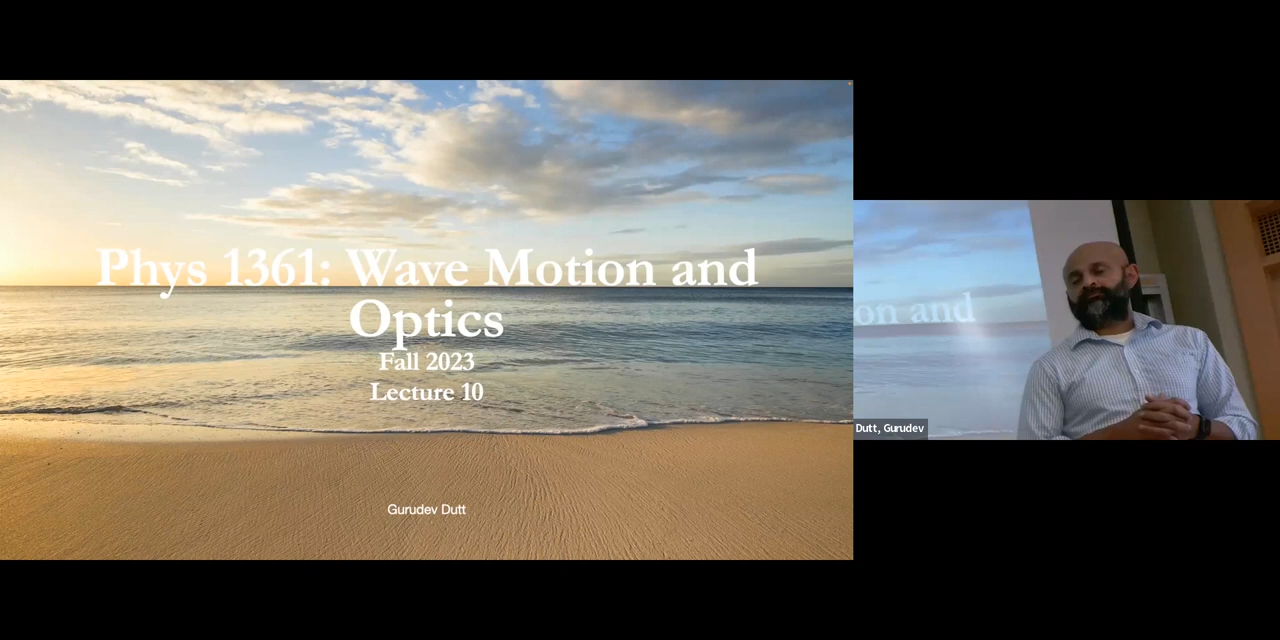 Phys 1361: Wave Motion and
Optics
Fall 2023
Lecture 10
Gurudev Dutt
on and
Dutt, Gurudev